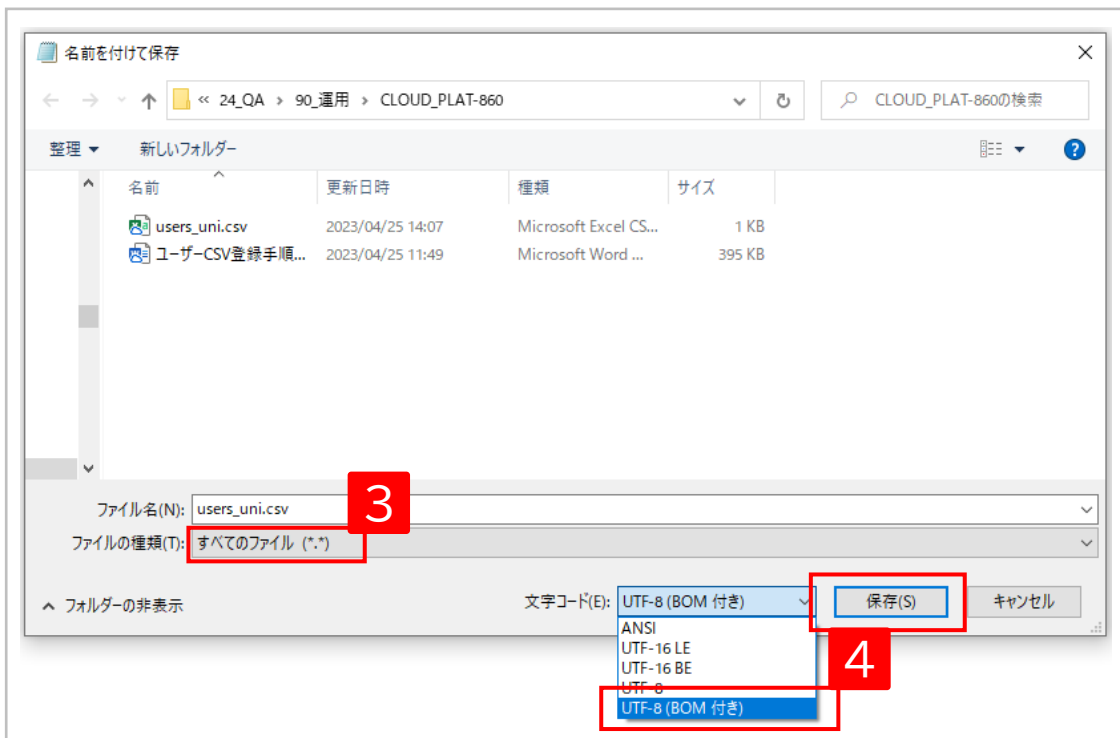 名前を付けて保存
« 24_QA › 90_運用 › CLOUD_PLAT-860
CLOUD_PLAT-860の検索
整理 新しいフォルダー
名前 更新日時 種類 サイズ
users_uni.csv 2023/04/25 14:07 Microsoft Excel CS... 1 KB
ユーザーCSV登録手順... 2023/04/25 11:49 Microsoft Word ... 395 KB
3
ファイル名(N): users_uni.csv
ファイルの種類(T): すべてのファイル (*.*)
フォルダーの非表示 文字コード(E): UTF-8 (BOM 付き) 保存(S) キャンセル
ANSI
UTF-16 LE
UTF-16 BE
UTF-8
UTF-8 (BOM 付き)
4